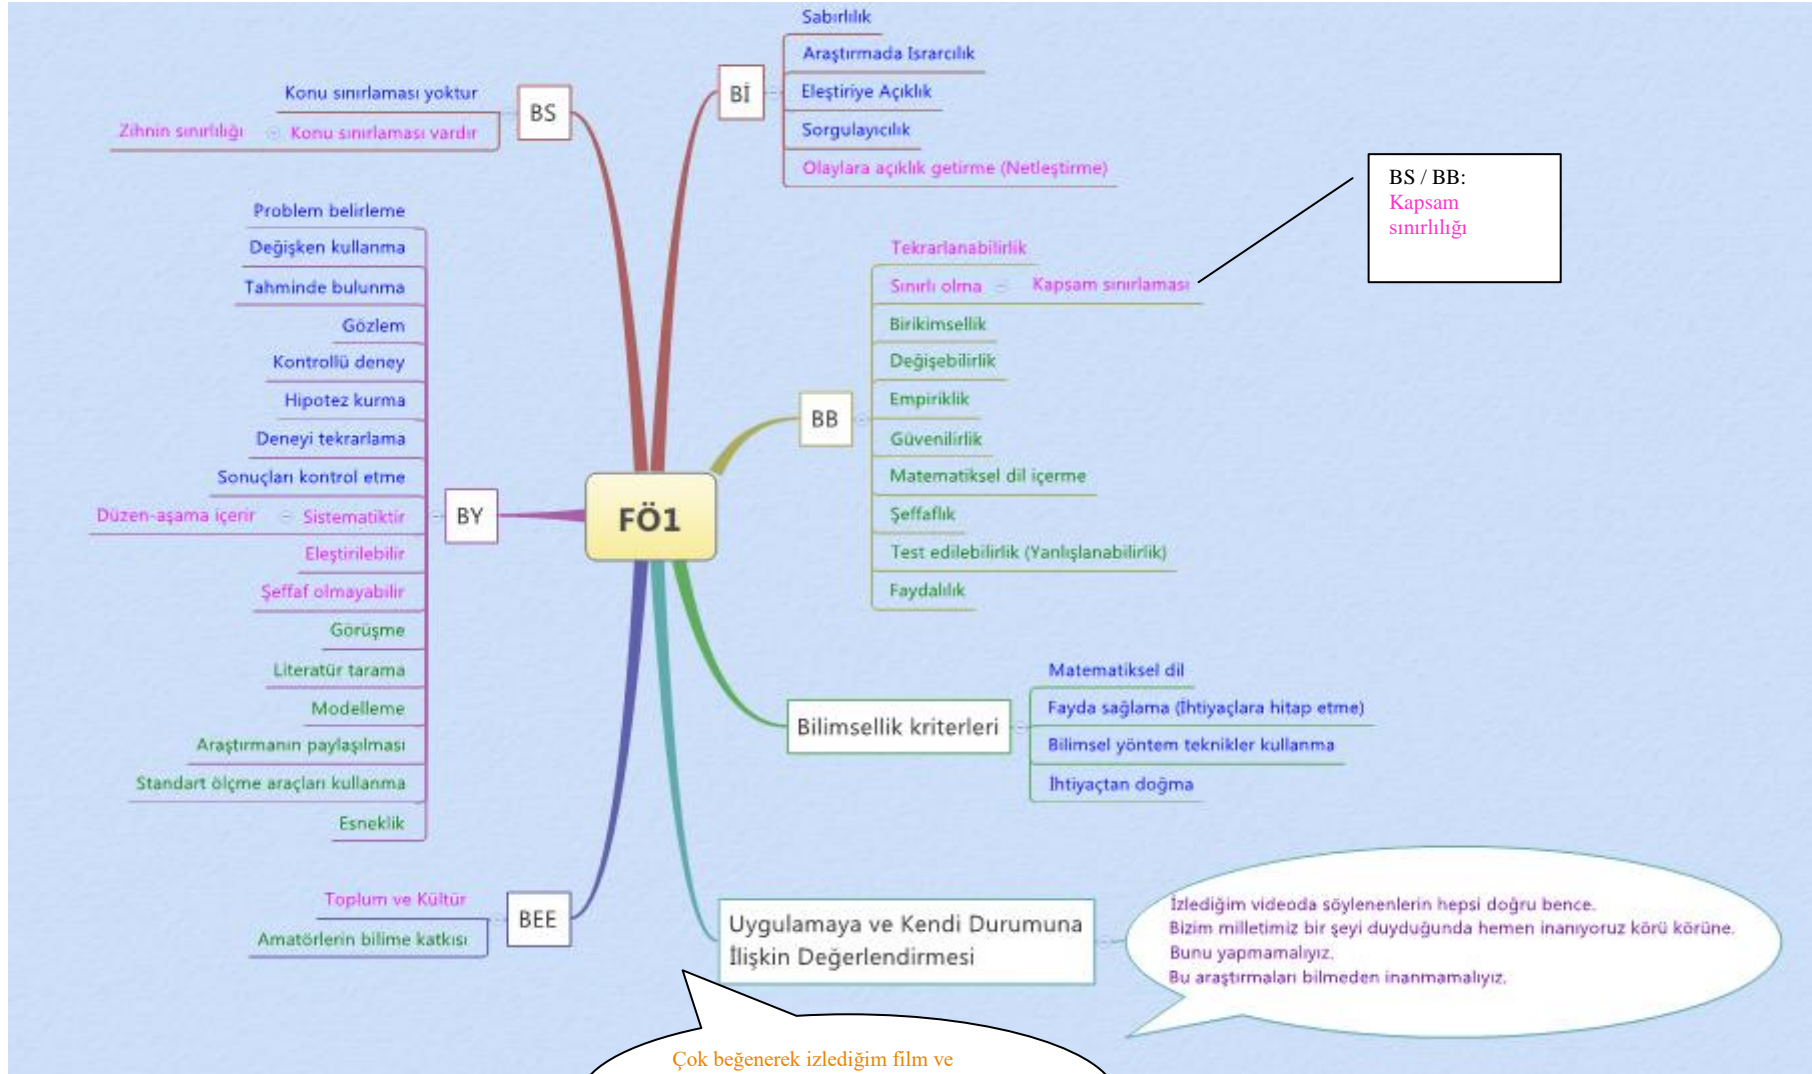 FÖ1
BS
Konu sınırlaması yoktur
Konu sınırlaması vardır
Zihnin sınırlılığı
BY
Problem belirleme
Değişken kullanma
Tahminde bulunma
Gözlem
Kontrollü deney
Hipotez kurma
Deneyi tekrarlama
Sonuçları kontrol etme
Sistematiktir
Düzen-aşama içerir
Eleştirilebilir
Şeffaf olmayabilir
Görüşme
Literatür tarama
Modelleme
Araştırmanın paylaşılması
Standart ölçme araçları kullanma
Esneklik
BEE
Toplum ve Kültür
Amatörlerin bilime katkısı
Bİ
Sabırlılık
Araştırmada Israrcılık
Eleştiriye Açıklık
Sorgulayıcılık
Olaylara açıklık getirme (Netleştirme)
BB
Tekrarlanabilirlik
Sınırlı olma
Kapsam sınırlaması
Birikimsellik
Değişebilirlik
Empiriklik
Güvenilirlik
Matematiksel dil içerme
Şeffaflık
Test edilebilirlik (Yanlışlanabilirlik)
Faydalılık
BS / BB:
Kapsam
sınırlılığı
Bilimsellik kriterleri
Matematiksel dil
Fayda sağlama (İhtiyaçlara hitap etme)
Bilimsel yöntem teknikler kullanma
İhtiyaçtan doğma
Uygulamaya ve Kendi Durumuna
İlişkin Değerlendirmesi
İzlediğim videoda söylenenlerin hepsi doğru bence.
Bizim milletimiz bir şeyi duyduğunda hemen inanıyoruz körü körüne.
Bunu yapmamalıyız.
Bu araştırmaları bilmeden inanmamalıyız.
Çok beğenerek izlediğim film ve